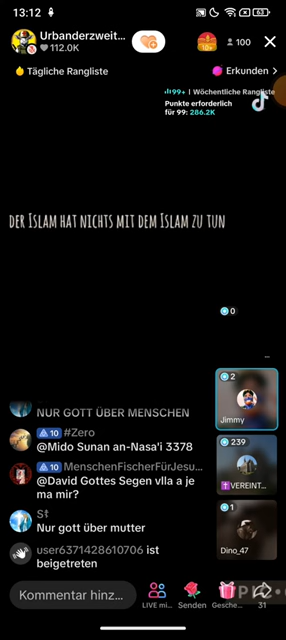 13:12
63
Urbanderzweit...
112.0K
10
100
Tägliche Rangliste
Erkunden >
99+ | Wöchentliche Rangliste
Punkte erforderlich
für 99: 286.2K
der Islam hat nichts mit dem Islam zu tun
0
2
Jimmy
NUR GOTT ÜBER MENSCHEN
10 #Zero
@Mido Sunan an-Nasa'i 3378
239
VEREINT...
10 MenschenFischerFürJesu...
@David Gottes Segen vlla a je
ma mir?
Nur gott über mutter
1
Dino_47
user6371428610706 ist
beigetreten
Kommentar hinz...
LIVE mi...
Senden
Gesche...
31